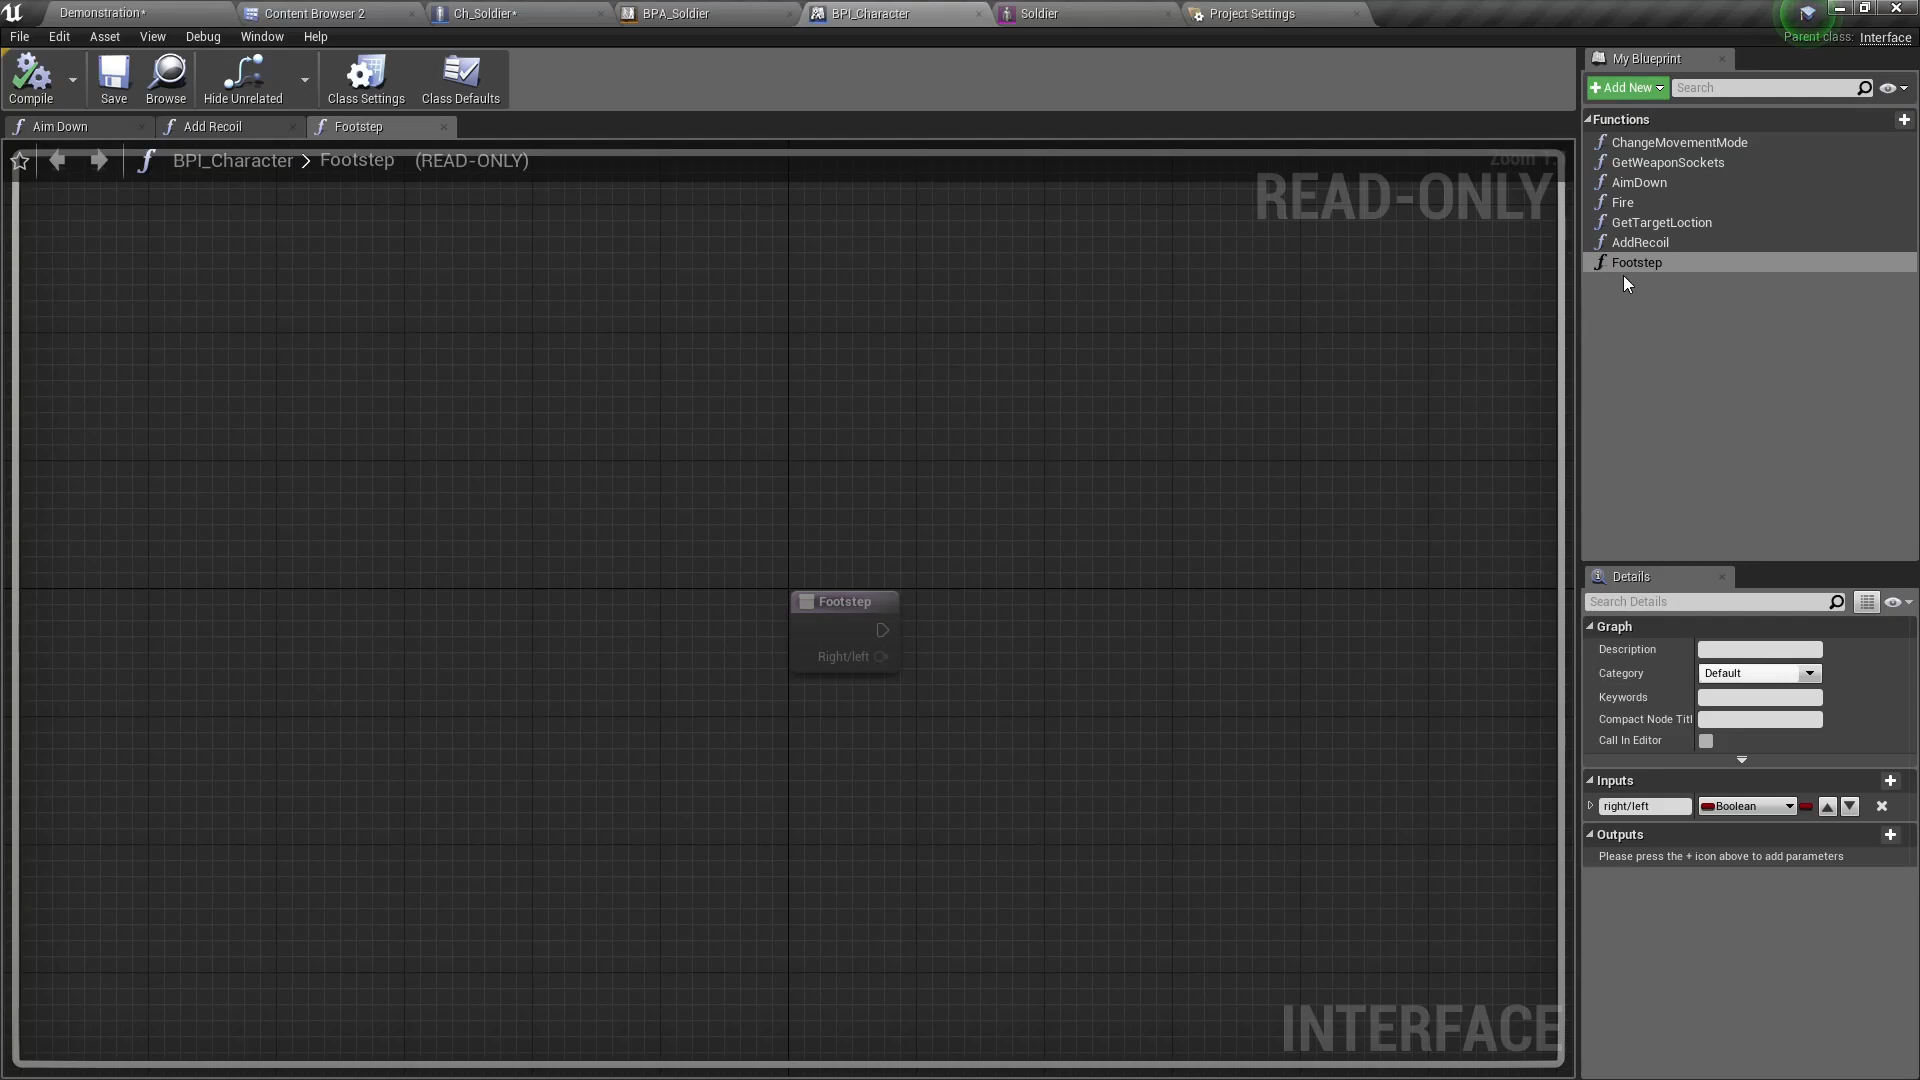 Demonstration*
Content Browser 2
Ch_Soldier*
BPA_Soldier
BPI_Character
Soldier
Project Settings
File Edit Asset View Debug Window Help
Parent class: Interface
Compile
Save
Browse
Hide Unrelated
Class Settings
Class Defaults
Aim Down
Add Recoil
Footstep
BPI_Character > Footstep (READ-ONLY)
Zoom 1:
READ-ONLY
Footstep
Right/left
INTERFACE
My Blueprint
+ Add New
Search
Functions
ChangeMovementMode
GetWeaponSockets
AimDown
Fire
GetTargetLoction
AddRecoil
Footstep
Details
Search Details
Graph
Description
Category Default
Keywords
Compact Node Titl
Call In Editor
Inputs
right/left Boolean
Outputs
Please press the + icon above to add parameters